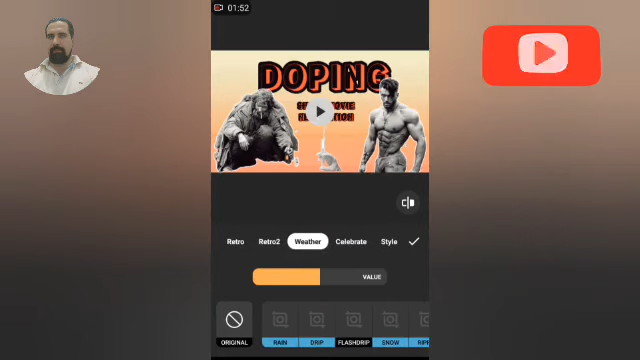 01:52
DOPING
Retro Retro2 Weather Celebrate Style
VALUE
ORIGINAL RAIN DRIP FLASHDRIP SNOW